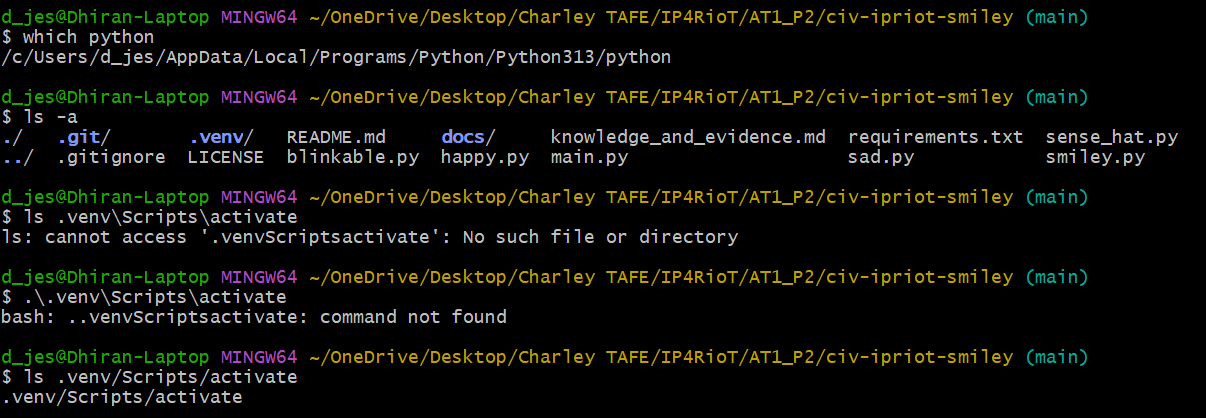 d_jes@Dhiran-Laptop MINGW64 ~/OneDrive/Desktop/Charley TAFE/IP4RioT/AT1_P2/civ-ipriot-smiley (main)
$ which python
/c/Users/d_jes/AppData/Local/Programs/Python/Python313/python
d_jes@Dhiran-Laptop MINGW64 ~/OneDrive/Desktop/Charley TAFE/IP4RioT/AT1_P2/civ-ipriot-smiley (main)
$ ls -a
./   .git/       .venv/   README.md     docs/      knowledge_and_evidence.md  requirements.txt  sense_hat.py
../  .gitignore  LICENSE  blinkable.py  happy.py  main.py                    sad.py            smiley.py
d_jes@Dhiran-Laptop MINGW64 ~/OneDrive/Desktop/Charley TAFE/IP4RioT/AT1_P2/civ-ipriot-smiley (main)
$ ls .venv\Scripts\activate
ls: cannot access '.venvScriptsactivate': No such file or directory
d_jes@Dhiran-Laptop MINGW64 ~/OneDrive/Desktop/Charley TAFE/IP4RioT/AT1_P2/civ-ipriot-smiley (main)
$ .\.venv\Scripts\activate
bash: ..venvScriptsactivate: command not found
d_jes@Dhiran-Laptop MINGW64 ~/OneDrive/Desktop/Charley TAFE/IP4RioT/AT1_P2/civ-ipriot-smiley (main)
$ ls .venv/Scripts/activate
.venv/Scripts/activate